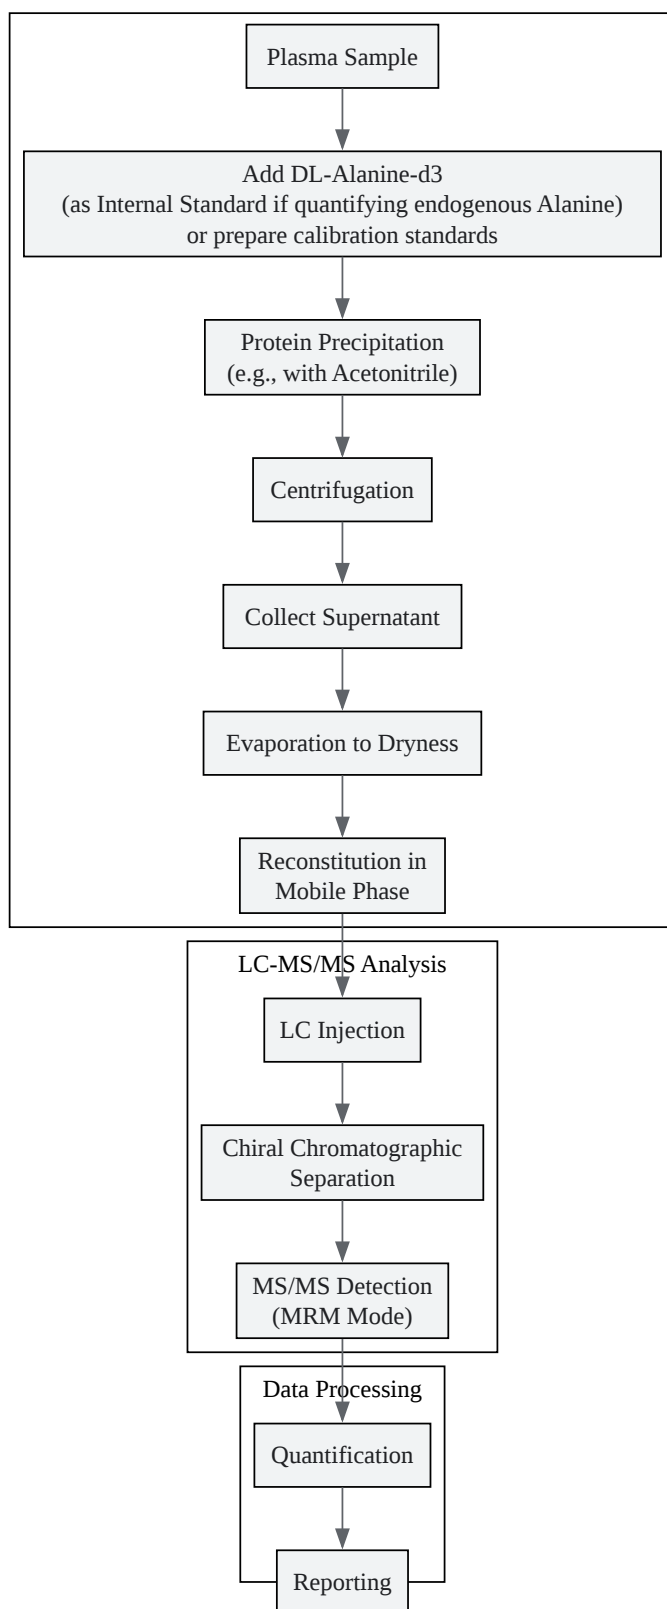 Plasma Sample
Add DL-Alanine-d3
(as Internal Standard if quantifying endogenous Alanine)
or prepare calibration standards
Protein Precipitation
(e.g., with Acetonitrile)
Centrifugation
Collect Supernatant
Evaporation to Dryness
Reconstitution in
Mobile Phase
LC-MS/MS Analysis
LC Injection
Chiral Chromatographic
Separation
MS/MS Detection
(MRM Mode)
Data Processing
Quantification
Reporting